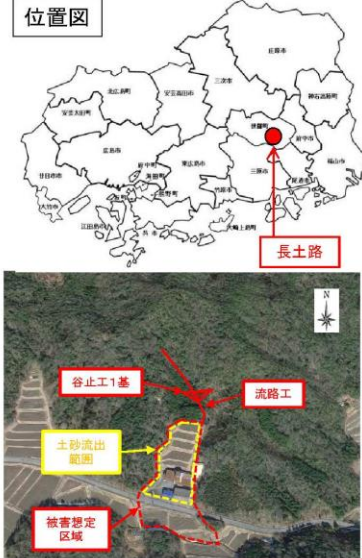 位置図
庄原市
三次市
神石高原町
北広島町
安芸高田市
安芸太田町
世羅町
府中市
広島市
福山市
東広島市
三原市
尾道市
府中町
海田町
廿日市市
竹原市
熊野町
坂町
大竹市
江田島市
呉市
大崎上島町
長土路
N
谷止工1基
流路工
土砂流出
範囲
被害想定
区域